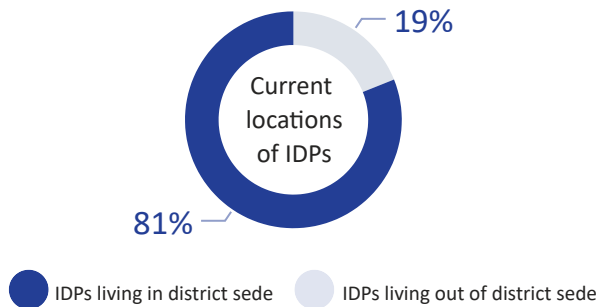 19%
Current
locations
of IDPs
81%
IDPs living in district sede
IDPs living out of district sede